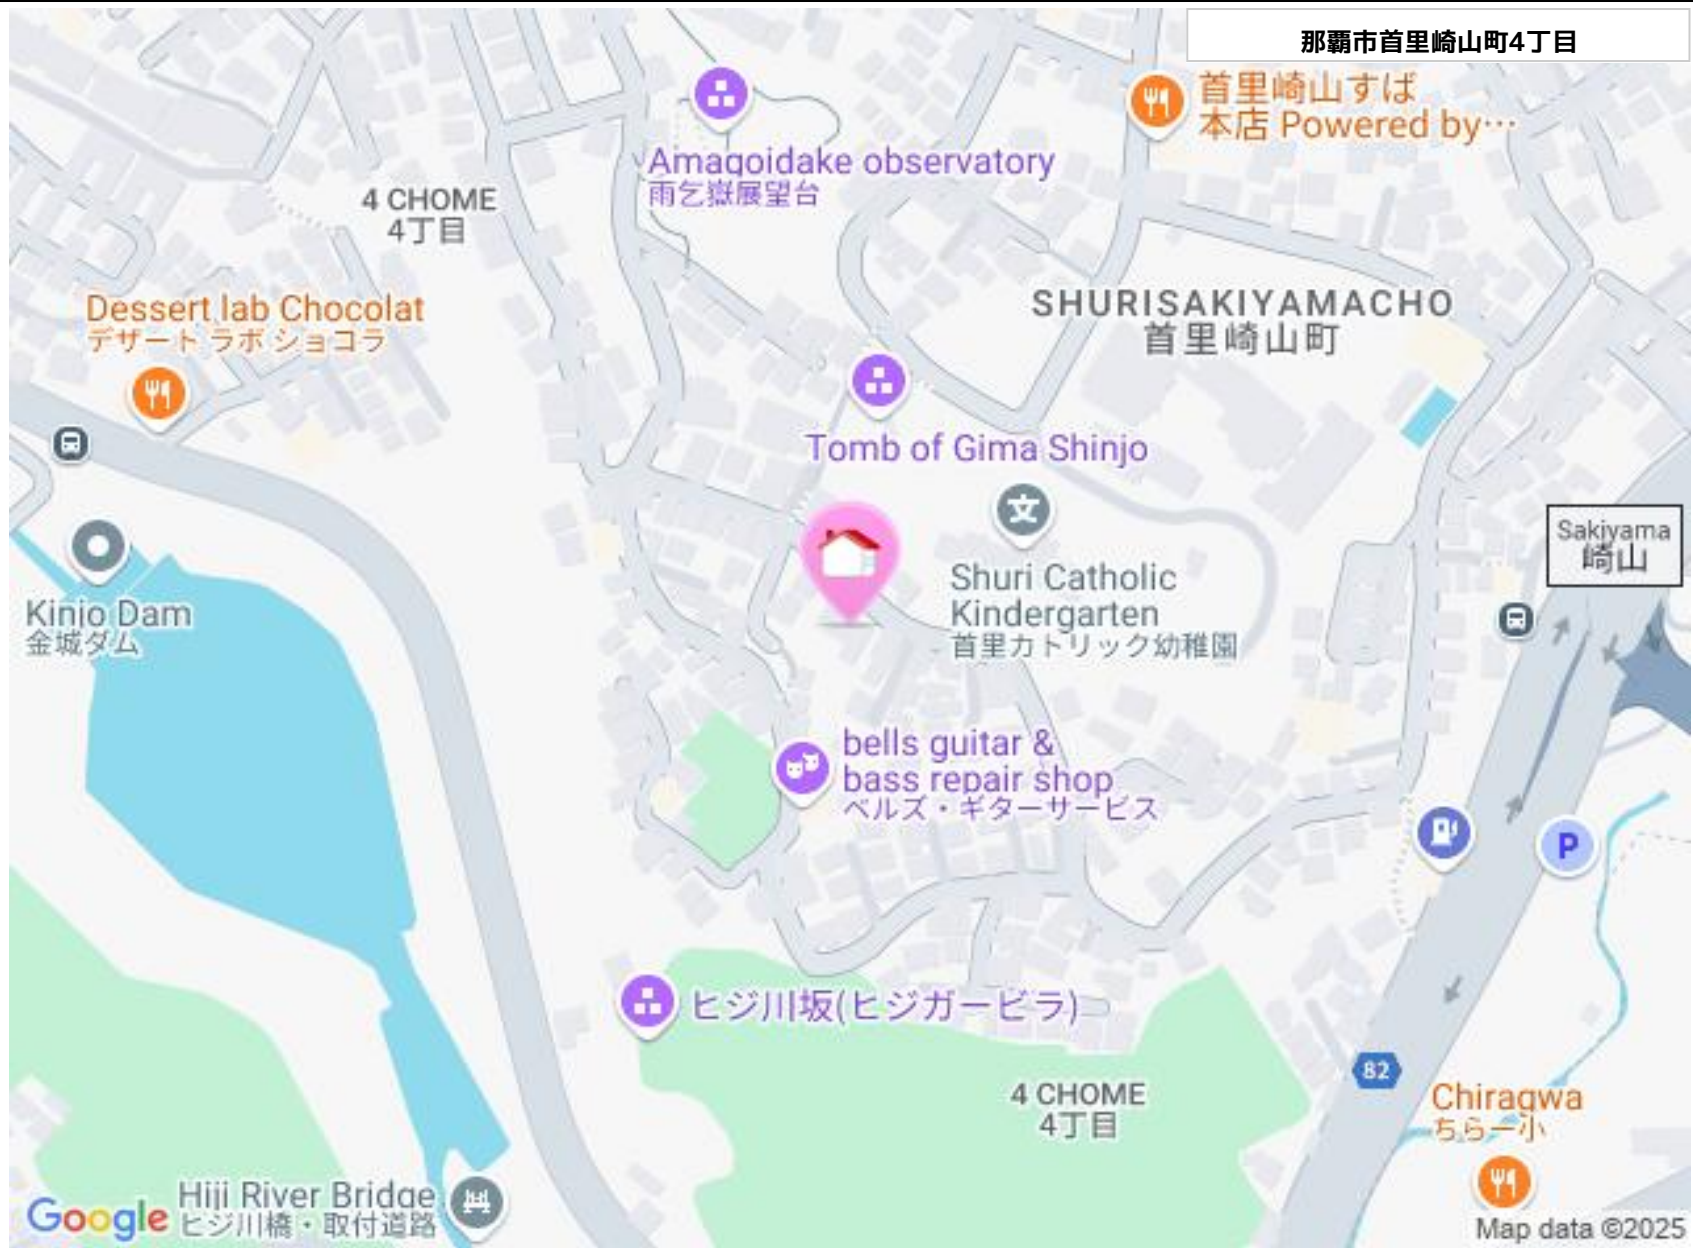 那覇市首里崎山町4丁目
首里崎山すば
本店 Powered by…
Amagoidake observatory
雨乞嶽展望台
4 CHOME
4丁目
Dessert lab Chocolat
デザート ラボ ショコラ
SHURISAKIYAMACHO
首里崎山町
Tomb of Gima Shinjo
文
Sakiyama
崎山
Shuri Catholic
Kindergarten
首里カトリック幼稚園
Kinjo Dam
金城ダム
bells guitar &
bass repair shop
ベルズ・ギターサービス
P
ヒジ川坂(ヒジガービラ)
82
4 CHOME
4丁目
Chiragwa
ちらー小
Hiji River Bridge
ヒジ川橋・取付道路
Google
Map data ©2025